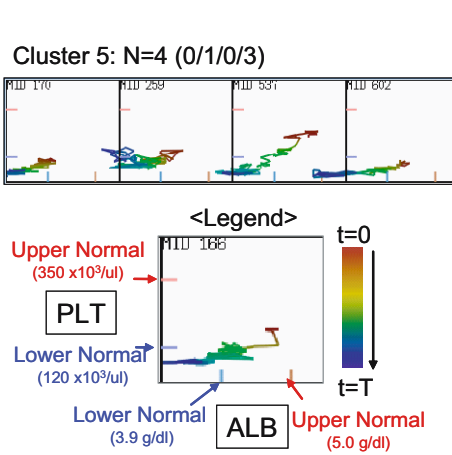 Cluster 5: N=4 (0/1/0/3)
MID 170 MID 259 MID 537 MID 602
<Legend>
Upper Normal
(350 x10³/ul)
MID 166
t=0
PLT
Lower Normal
(120 x10³/ul)
t=T
Lower Normal
(3.9 g/dl)
ALB
Upper Normal
(5.0 g/dl)